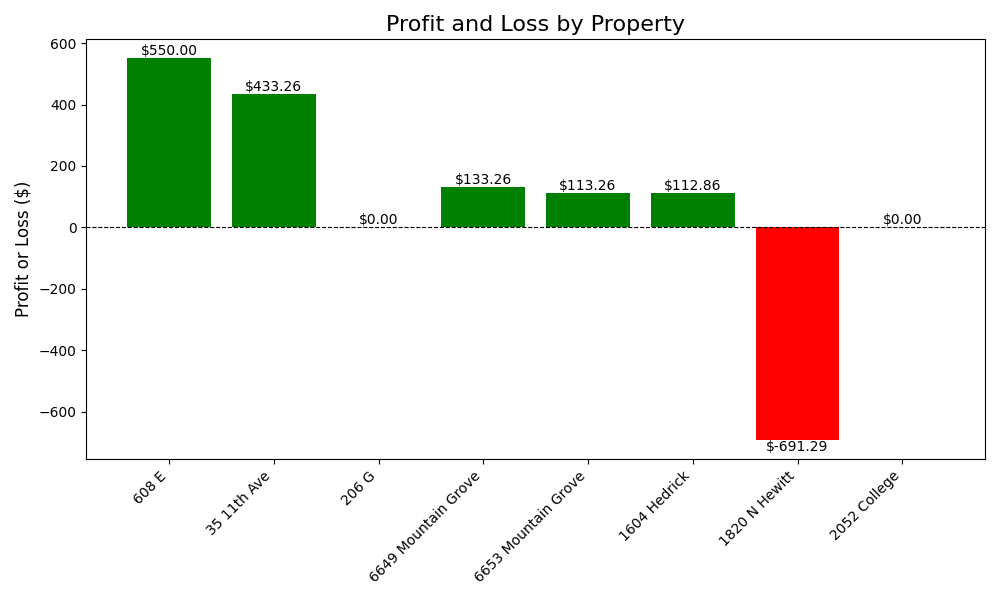 Profit and Loss by Property
Profit or Loss ($)
600
400
200
0
−200
−400
−600
$550.00
$433.26
$0.00
$133.26
$113.26
$112.86
$-691.29
$0.00
608 E
35 11th Ave
206 G
6649 Mountain Grove
6653 Mountain Grove
1604 Hedrick
1820 N Hewitt
2052 College